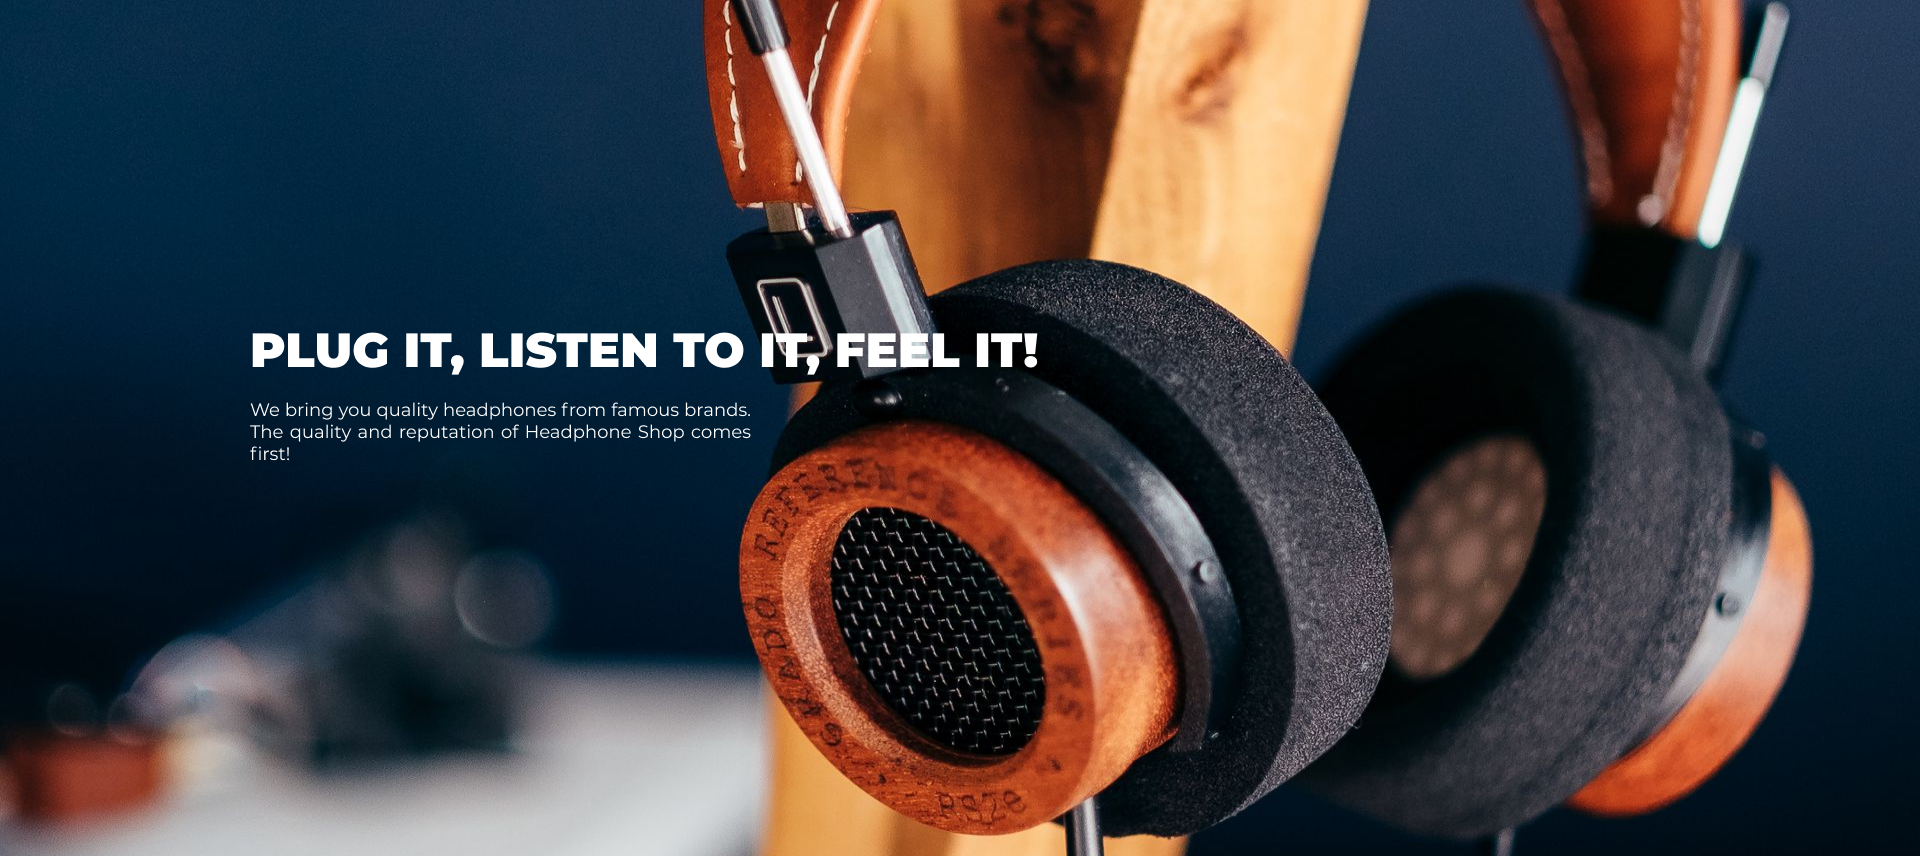 PLUG IT, LISTEN TO IT, FEEL IT!
We bring you quality headphones from famous brands.
The quality and reputation of Headphone Shop comes
first!
GRADO REFERENCE SERIES
RS2e